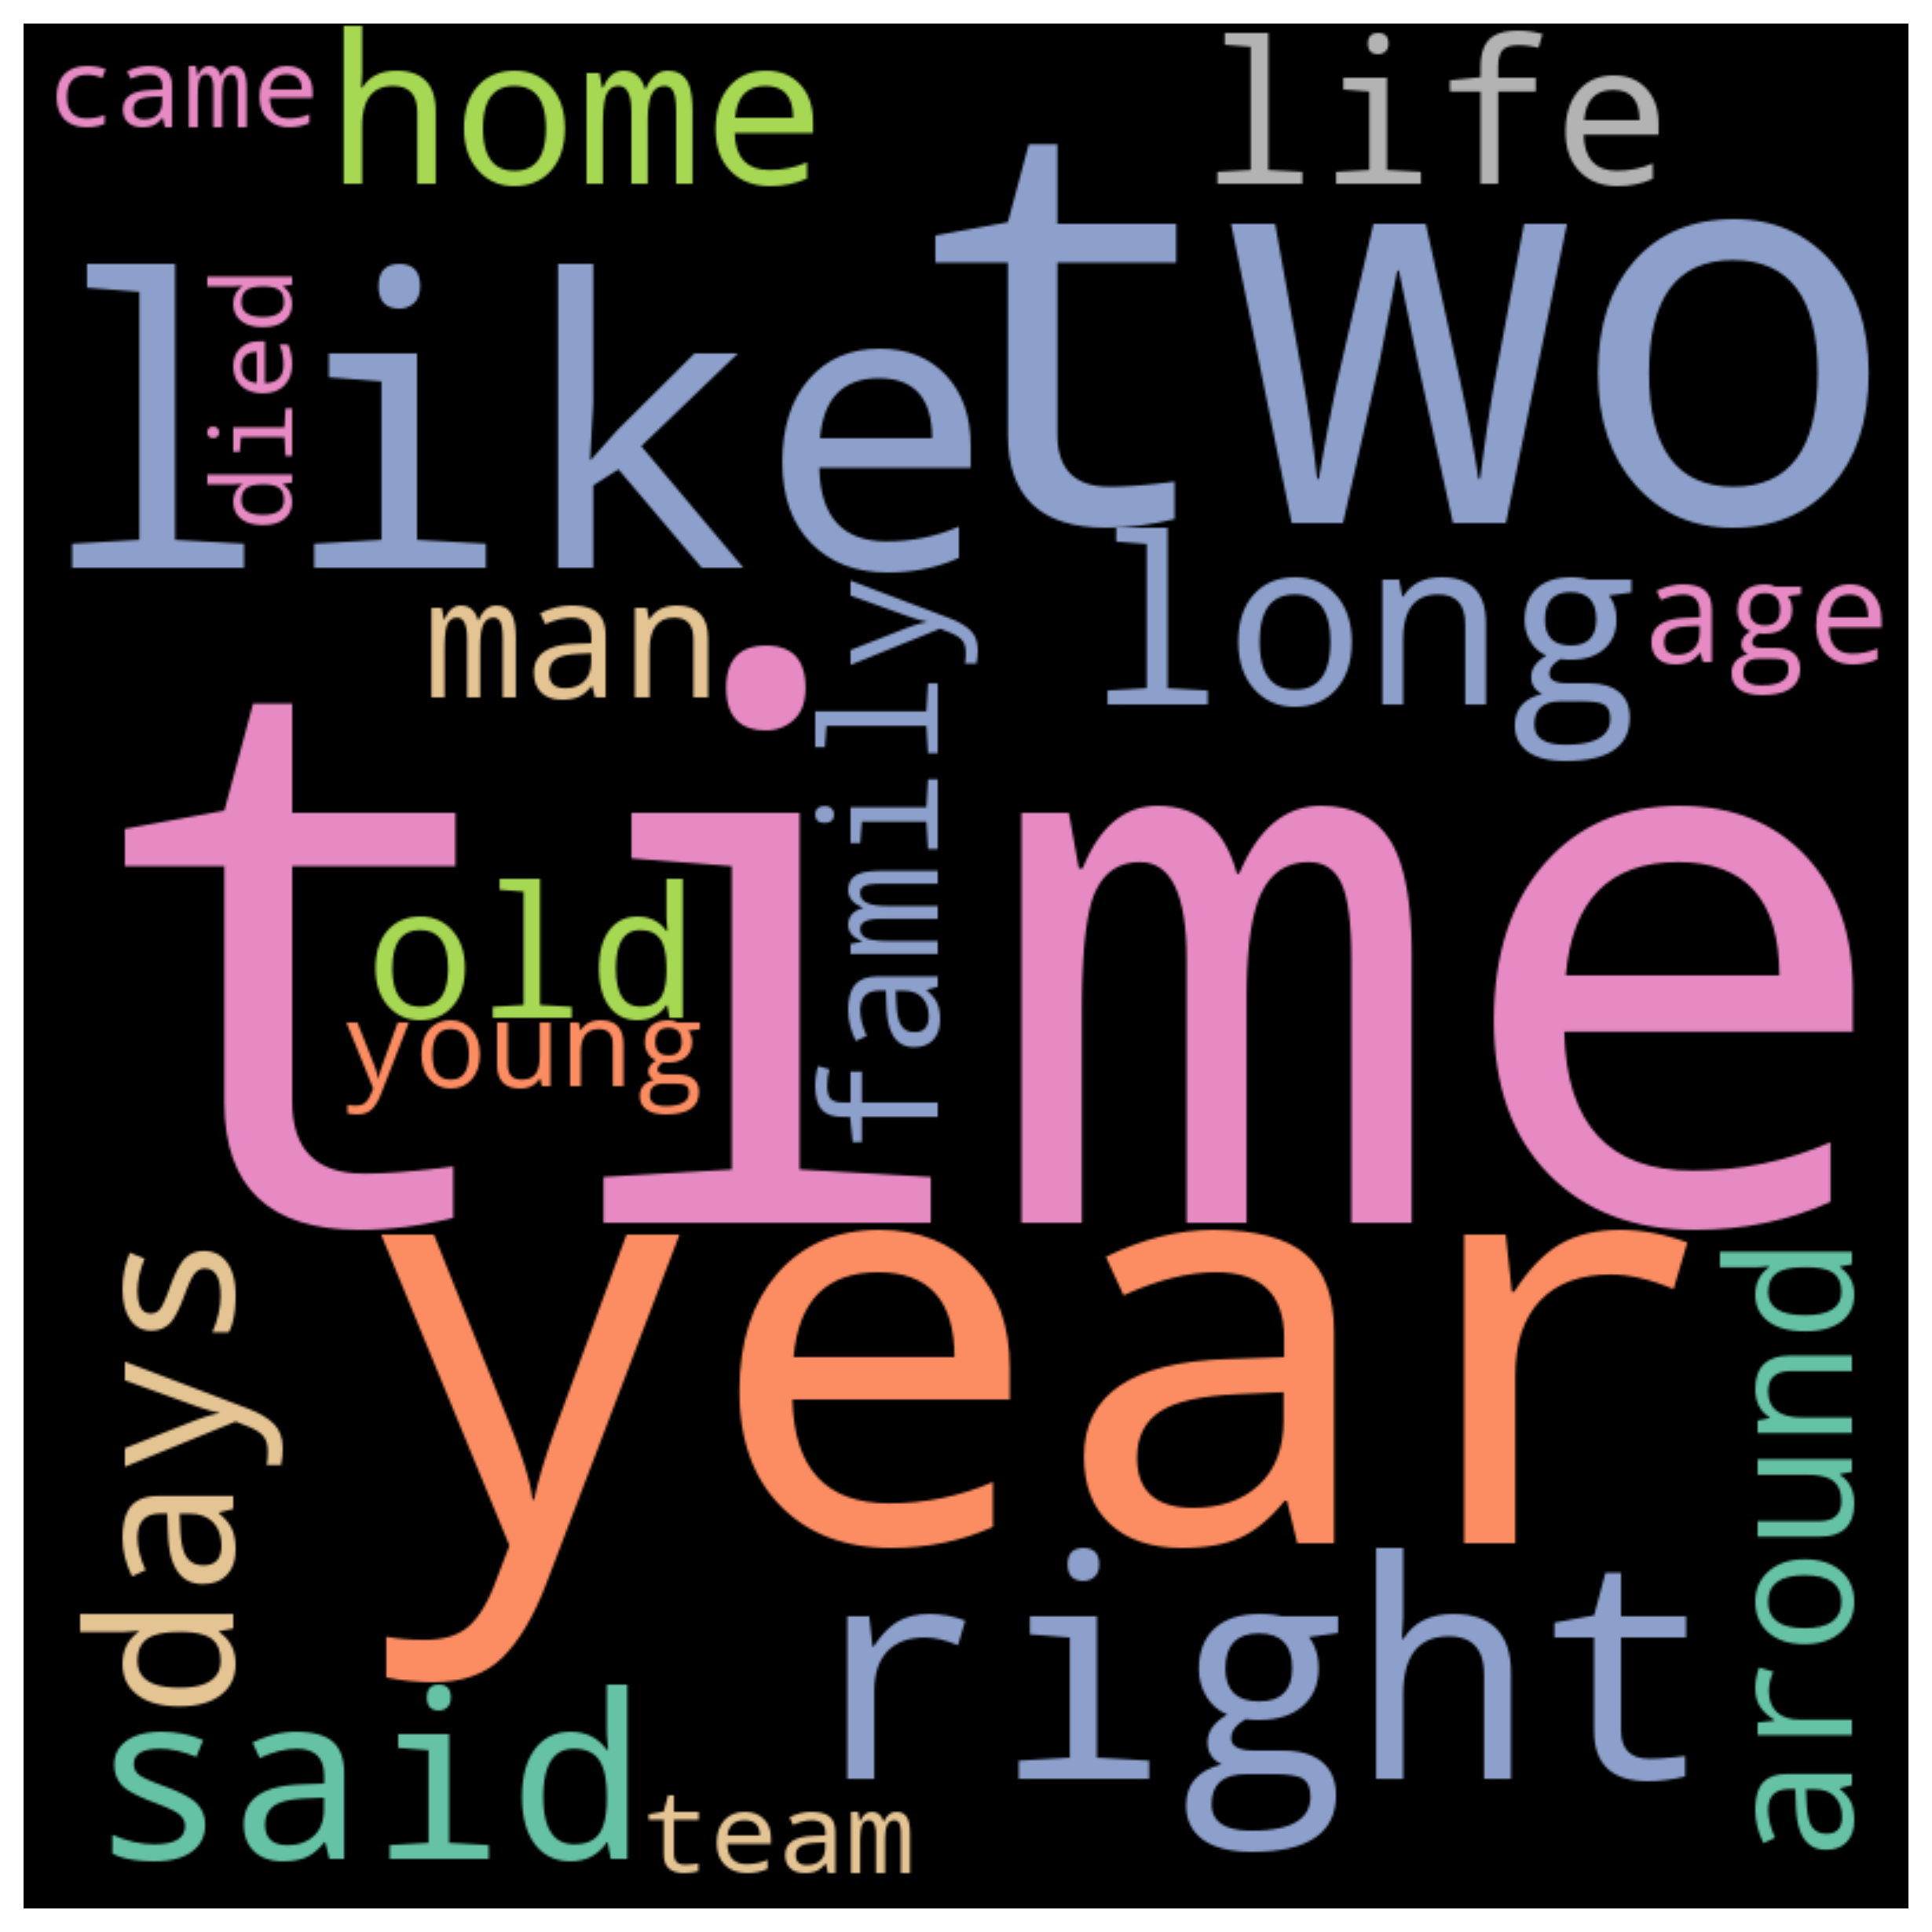 came home life
two
like
died
long age
man
family
time
old
young
year
days
around
right
said
team